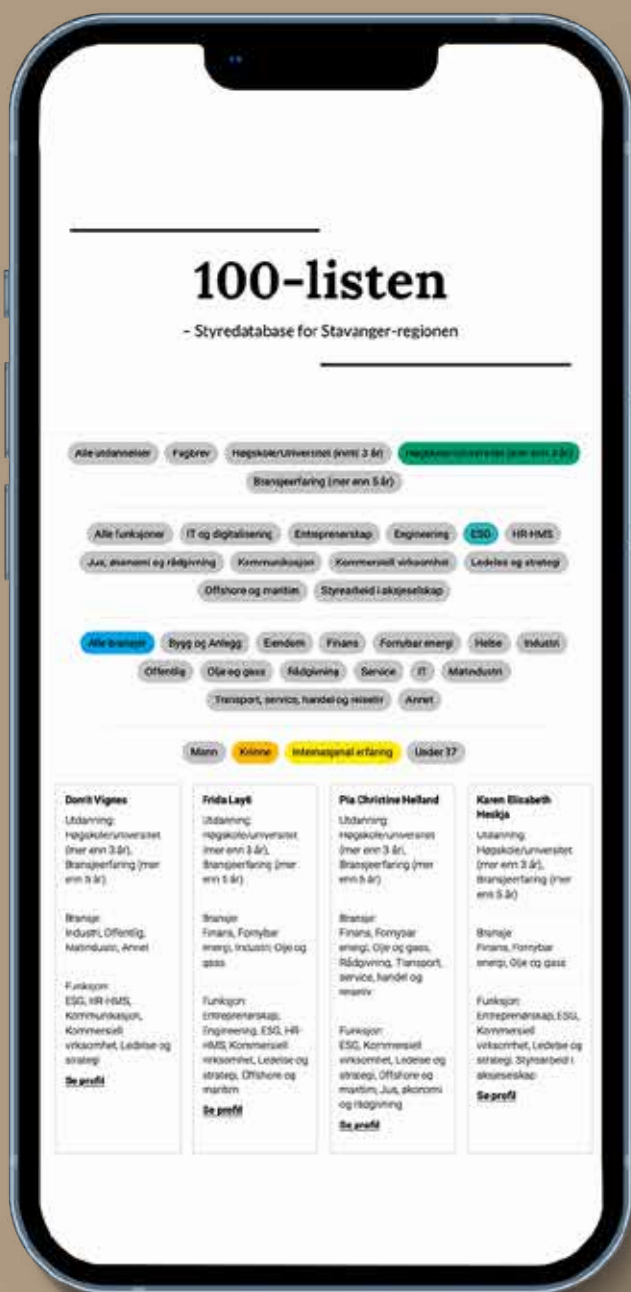 100-listen
– Styredatabase for Stavanger-regionen
Alle utdannelser Fagbrev Høgskole/Universitet (inntil 3 år) Høgskole/Universitet (mer enn 3 år)
Bransjeerfaring (mer enn 5 år)
Alle funksjoner IT og digitalisering Entreprenørskap Engineering ESG HR-HMS
Jus, økonomi og rådgivning Kommunikasjon Kommersiell virksomhet Ledelse og strategi
Offshore og maritim Styrearbeid i aksjeselskap
Alle bransjer Bygg og Anlegg Eiendom Finans Fornybar energi Helse Industri
Offentlig Olje og gass Rådgivning Service IT Matindustri
Transport, service, handel og reiseliv Annet
Mann Kvinne Internasjonal erfaring Under 37
Dorrit Vignes
Utdanning:
Høgskole/universitet
(mer enn 3 år),
Bransjeerfaring (mer
enn 5 år)
Bransje:
Industri, Offentlig,
Matindustri, Annet
Funksjon:
ESG, HR-HMS,
Kommunikasjon,
Kommersiell
virksomhet, Ledelse og
strategi
Se profil
Frida
Utdanning:
Høgskole/universitet
(mer enn 3 år),
Bransjeerfaring (mer
enn 5 år)
Bransje:
Finans, Fornybar
energi, Industri, Olje og
gass
Funksjon:
Entreprenørskap,
Engineering, ESG, HR-
HMS, Kommersiell
virksomhet, Ledelse og
strategi, Offshore og
maritim
Se profil
Pia Christine Helland
Utdanning:
Høgskole/universitet
(mer enn 3 år),
Bransjeerfaring (mer
enn 5 år)
Bransje:
Finans, Fornybar
energi, Olje og gass,
Rådgivning, Transport,
service, handel og
reiseliv
Funksjon:
ESG, Kommersiell
virksomhet, Ledelse og
strategi, Offshore og
maritim, Jus, økonomi
og rådgivning
Se profil
Karen Elisabeth
Heskja
Utdanning:
Høgskole/universitet
(mer enn 3 år),
Bransjeerfaring (mer
enn 5 år)
Bransje:
Finans, Fornybar
energi, Olje og gass
Funksjon:
Entreprenørskap, ESG,
Kommersiell
virksomhet, Ledelse og
strategi, Styrearbeid i
aksjeselskap
Se profil